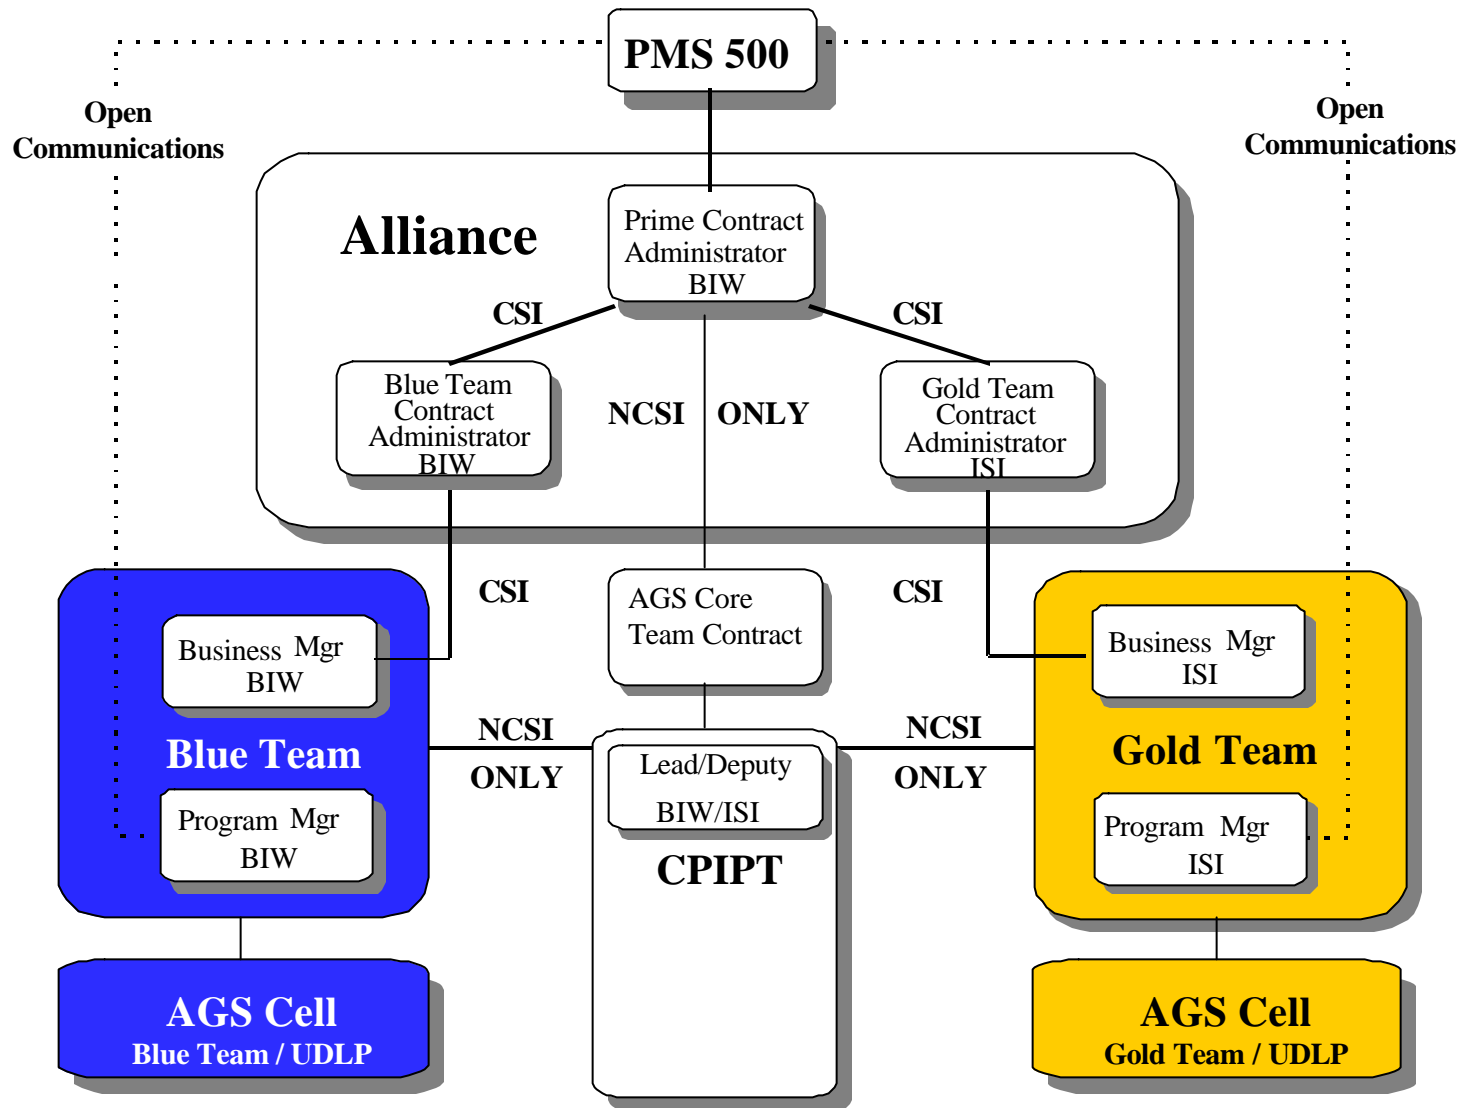 PMS 500
Open
Communications
Open
Communications
Alliance
Prime Contract
Administrator
BIW
CSI
CSI
Blue Team
Contract
Administrator
BIW
NCSI ONLY
Gold Team
Contract
Administrator
ISI
CSI
AGS Core
Team Contract
CSI
Business Mgr
BIW
Business Mgr
ISI
Blue Team
NCSI
ONLY
Lead/Deputy
BIW/ISI
CPIPT
NCSI
ONLY
Gold Team
Program Mgr
BIW
Program Mgr
ISI
AGS Cell
Blue Team / UDLP
AGS Cell
Gold Team / UDLP